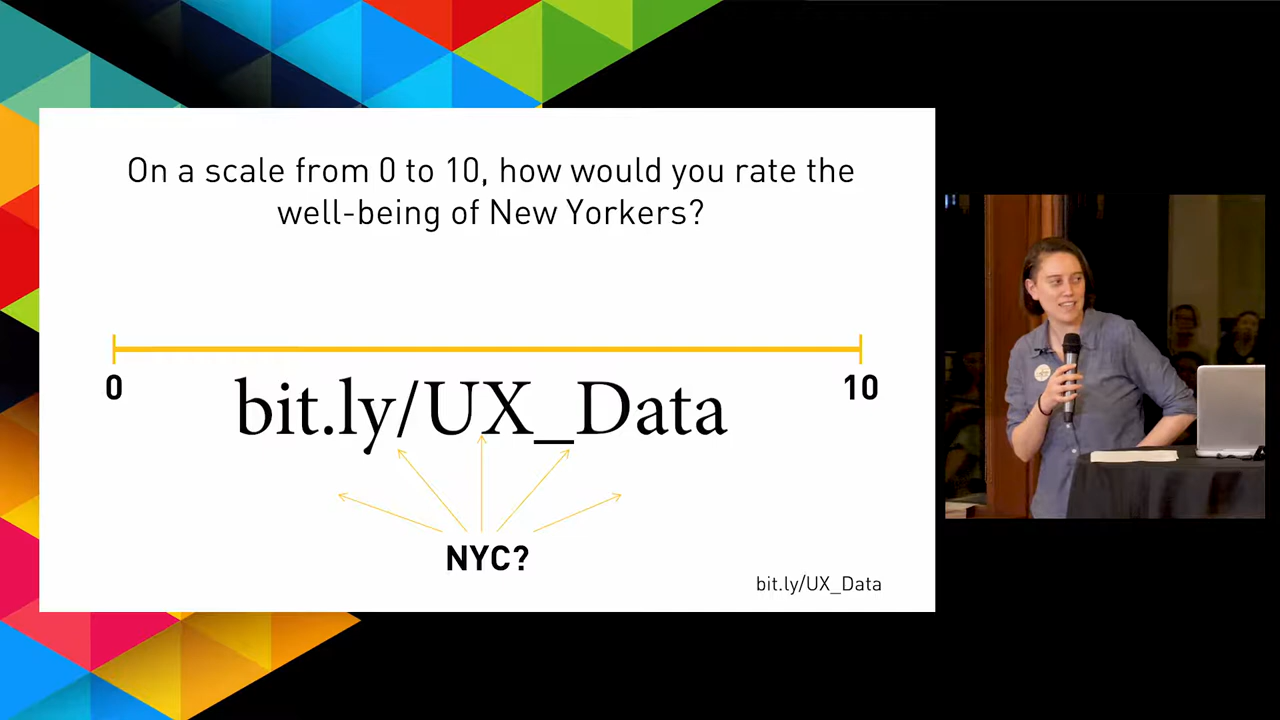 On a scale from 0 to 10, how would you rate the
well-being of New Yorkers?
0
10
bit.ly/UX_Data
NYC?
bit.ly/UX_Data